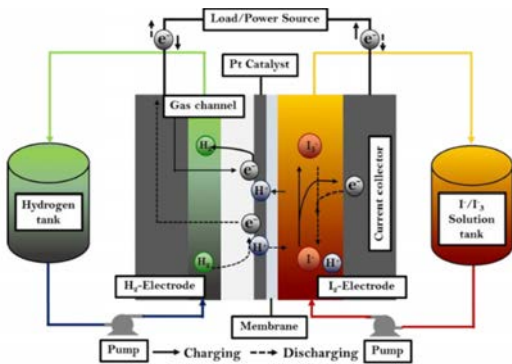 Load/Power Source
e⁻
e⁻
Pt Catalyst
Gas channel
H₂
I₃⁻
e⁻
H⁺
e⁻
Current collector
Hydrogen
tank
I⁻/I⁻₃
Solution
tank
e⁻
H₂
H⁺
I⁻
H⁺
H₂-Electrode
I₂-Electrode
Membrane
Pump
Charging
Discharging
Pump